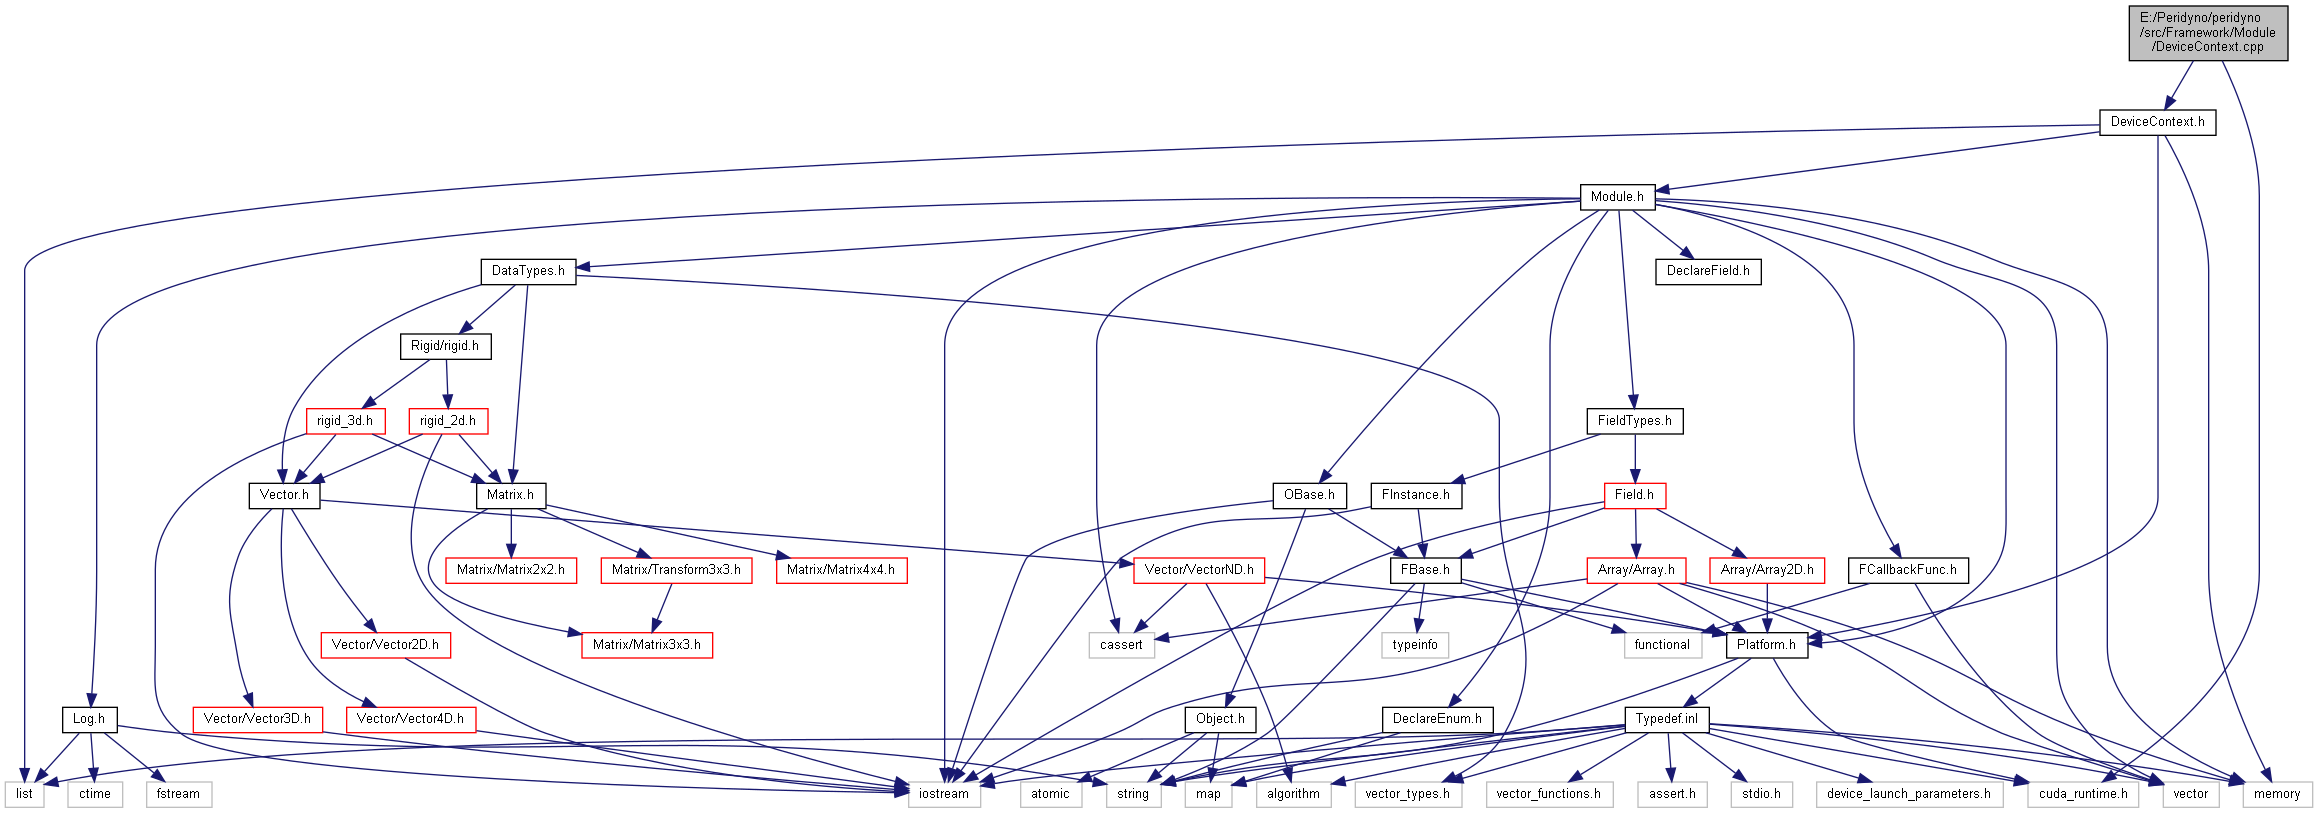 E:/Peridyno/peridyno
/src/Framework/Module
/DeviceContext.cpp
DeviceContext.h
Module.h
DataTypes.h
DeclareField.h
Rigid/rigid.h
rigid_3d.h
rigid_2d.h
FieldTypes.h
Vector.h
Matrix.h
OBase.h
FInstance.h
Field.h
Matrix/Matrix2x2.h
Matrix/Transform3x3.h
Matrix/Matrix4x4.h
Vector/VectorND.h
FBase.h
Array/Array.h
Array/Array2D.h
FCallbackFunc.h
Vector/Vector2D.h
Matrix/Matrix3x3.h
cassert
typeinfo
functional
Platform.h
Log.h
Vector/Vector3D.h
Vector/Vector4D.h
Object.h
DeclareEnum.h
Typedef.inl
list
ctime
fstream
iostream
atomic
string
map
algorithm
vector_types.h
vector_functions.h
assert.h
stdio.h
device_launch_parameters.h
cuda_runtime.h
vector
memory